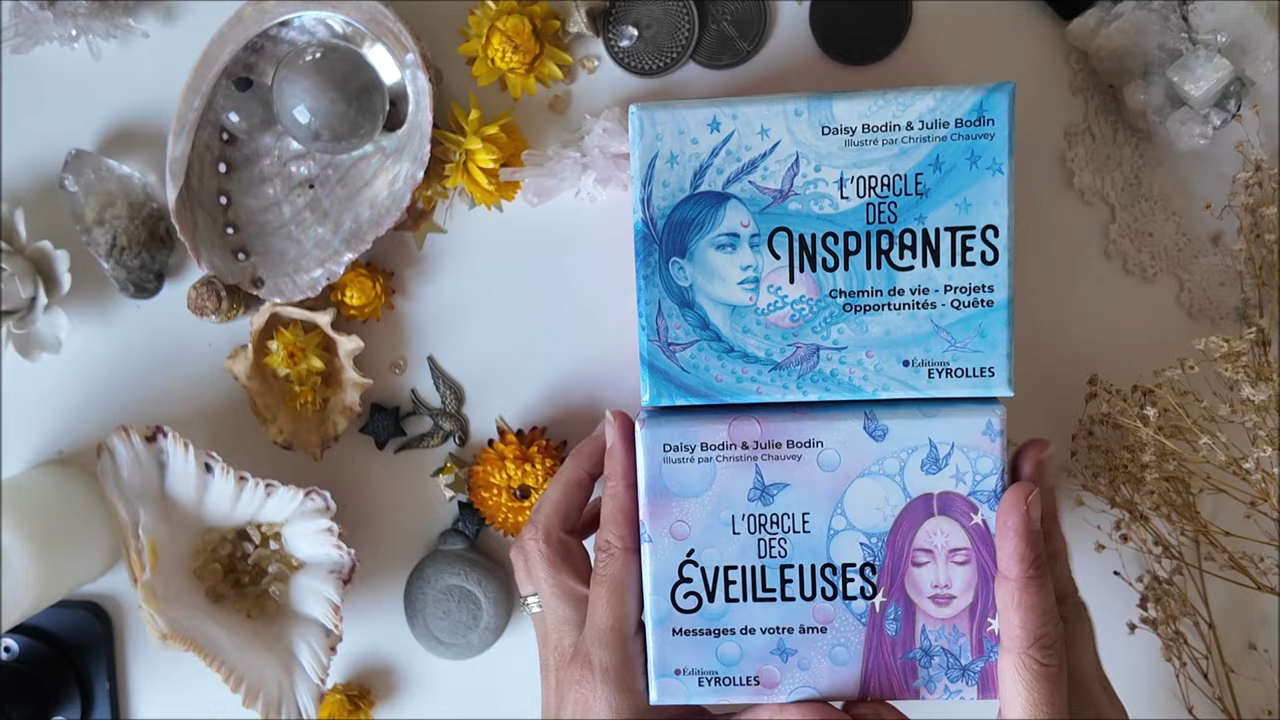 Daisy Bodin & Julie Bodin
Illustré par Christine Chauvey
L'ORACLE
DES
INSPIRANTES
Chemin de vie - Projets
Opportunités - Quête
Éditions
EYROLLES
Daisy Bodin & Julie Bodin
Illustré par Christine Chauvey
L'ORACLE
DES
ÉVEILLEUSES
Messages de votre âme
Éditions
EYROLLES